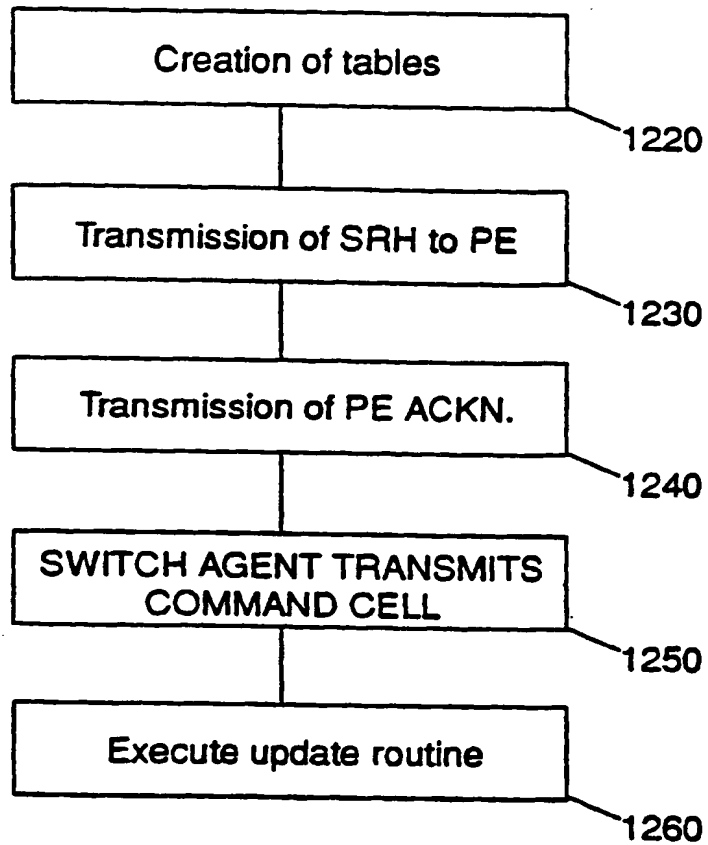 Creation of tables
1220
Transmission of SRH to PE
1230
Transmission of PE ACKN.
1240
SWITCH AGENT TRANSMITS
COMMAND CELL
1250
Execute update routine
1260